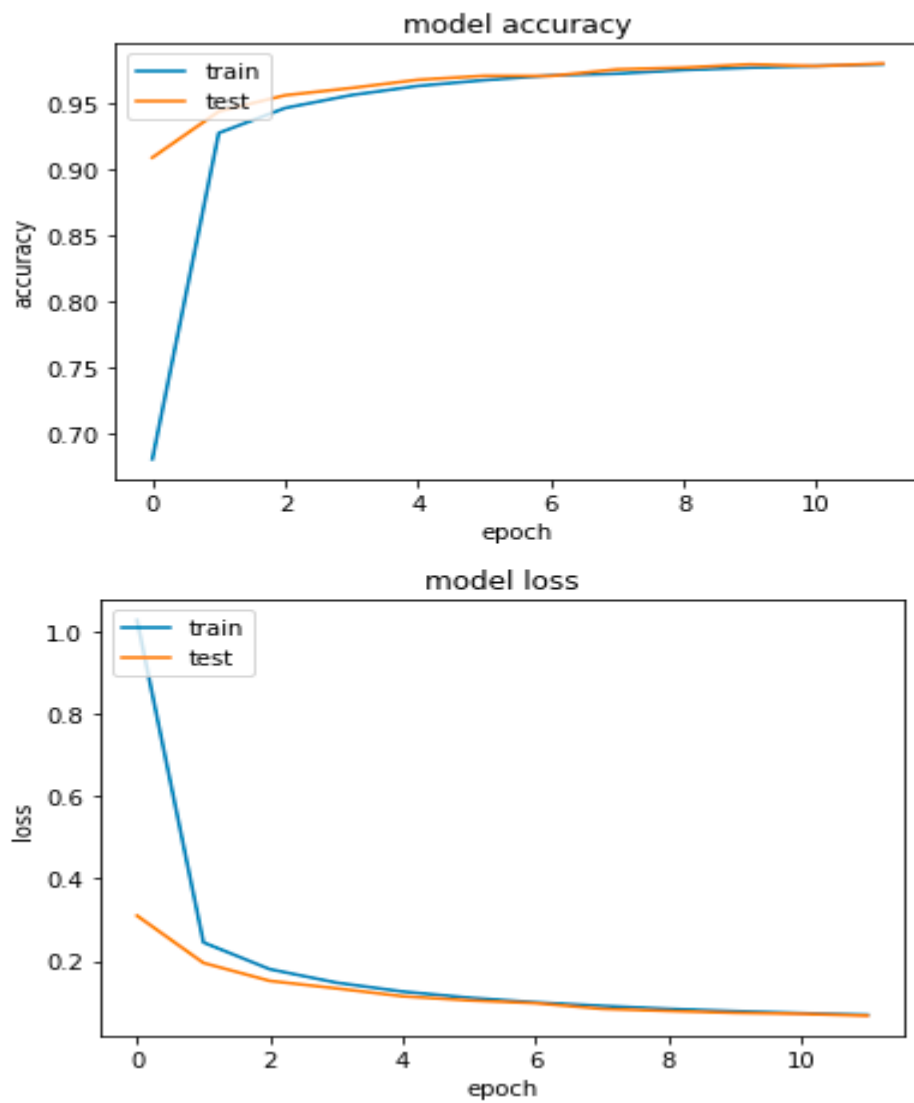 model accuracy
train
test
0.95
0.90
0.85
0.80
0.75
0.70
accuracy
0 2 4 6 8 10
epoch
model loss
train
test
1.0
0.8
0.6
0.4
0.2
loss
0 2 4 6 8 10
epoch